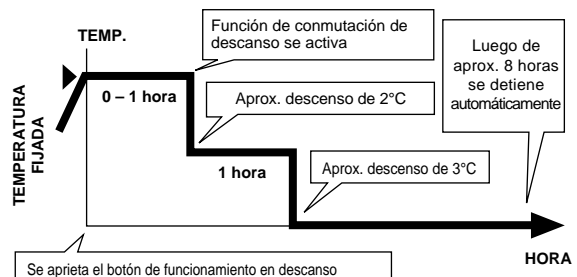 TEMP.
Función de conmutación de
descanso se activa
Luego de
aprox. 8 horas
se detiene
automáticamente
0 – 1 hora
Aprox. descenso de 2°C
TEMPERATURA
FIJADA
1 hora
Aprox. descenso de 3°C
HORA
Se aprieta el botón de funcionamiento en descanso